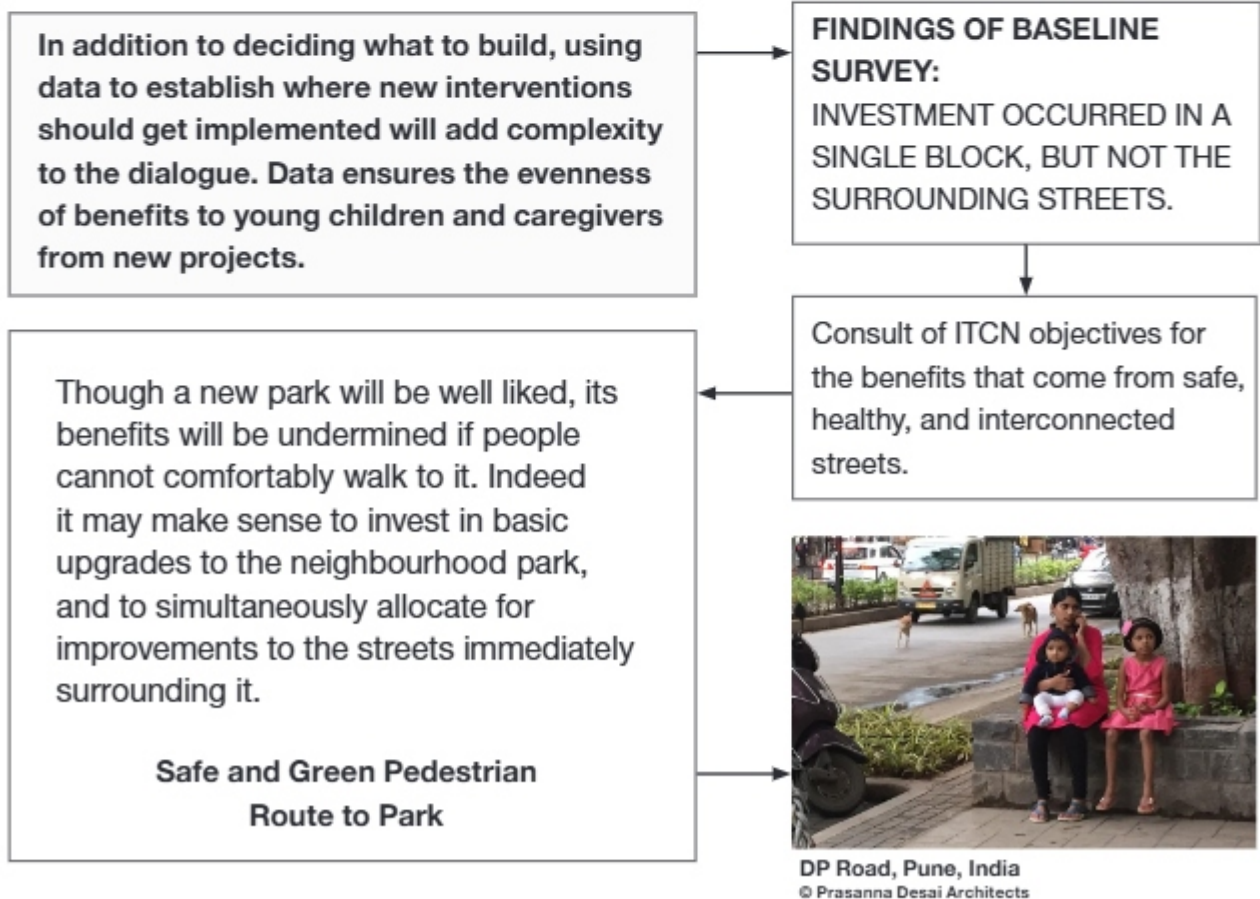 In addition to deciding what to build, using
data to establish where new interventions
should get implemented will add complexity
to the dialogue. Data ensures the evenness
of benefits to young children and caregivers
from new projects.
FINDINGS OF BASELINE
SURVEY:
INVESTMENT OCCURRED IN A
SINGLE BLOCK, BUT NOT THE
SURROUNDING STREETS.
Consult of ITCN objectives for
the benefits that come from safe,
healthy, and interconnected
streets.
Though a new park will be well liked, its
benefits will be undermined if people
cannot comfortably walk to it. Indeed
it may make sense to invest in basic
upgrades to the neighbourhood park,
and to simultaneously allocate for
improvements to the streets immediately
surrounding it.
Safe and Green Pedestrian
Route to Park
DP Road, Pune, India
© Prasanna Desai Architects